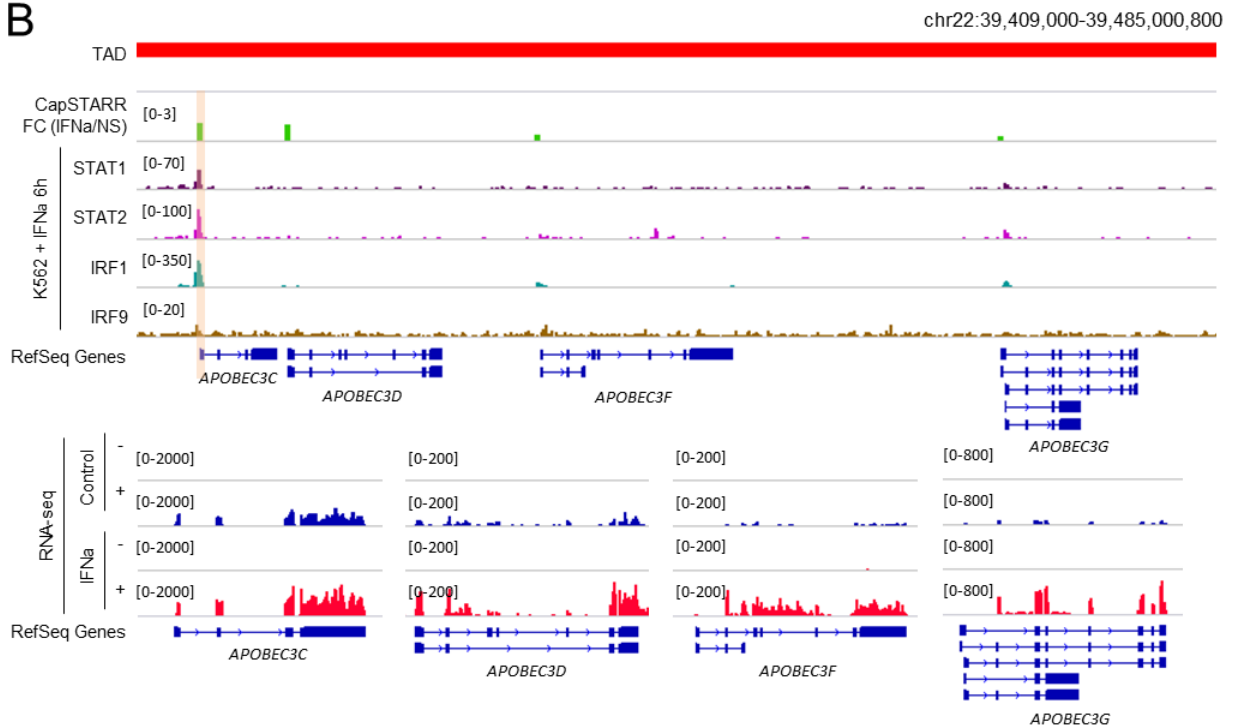 B
chr22:39,409,000-39,485,000,800
TAD
CapSTARR
FC (IFNa/NS)
[0-3]
K562 + IFNa 6h
STAT1
[0-70]
STAT2
[0-100]
IRF1
[0-350]
IRF9
[0-20]
RefSeq Genes
APOBEC3C
APOBEC3D
APOBEC3F
APOBEC3G
RNA-seq
Control
-
[0-2000]
[0-200]
[0-200]
[0-800]
+
[0-2000]
[0-200]
[0-200]
[0-800]
IFNa
-
[0-2000]
[0-200]
[0-200]
[0-800]
+
[0-2000]
[0-200]
[0-200]
[0-800]
RefSeq Genes
APOBEC3C
APOBEC3D
APOBEC3F
APOBEC3G